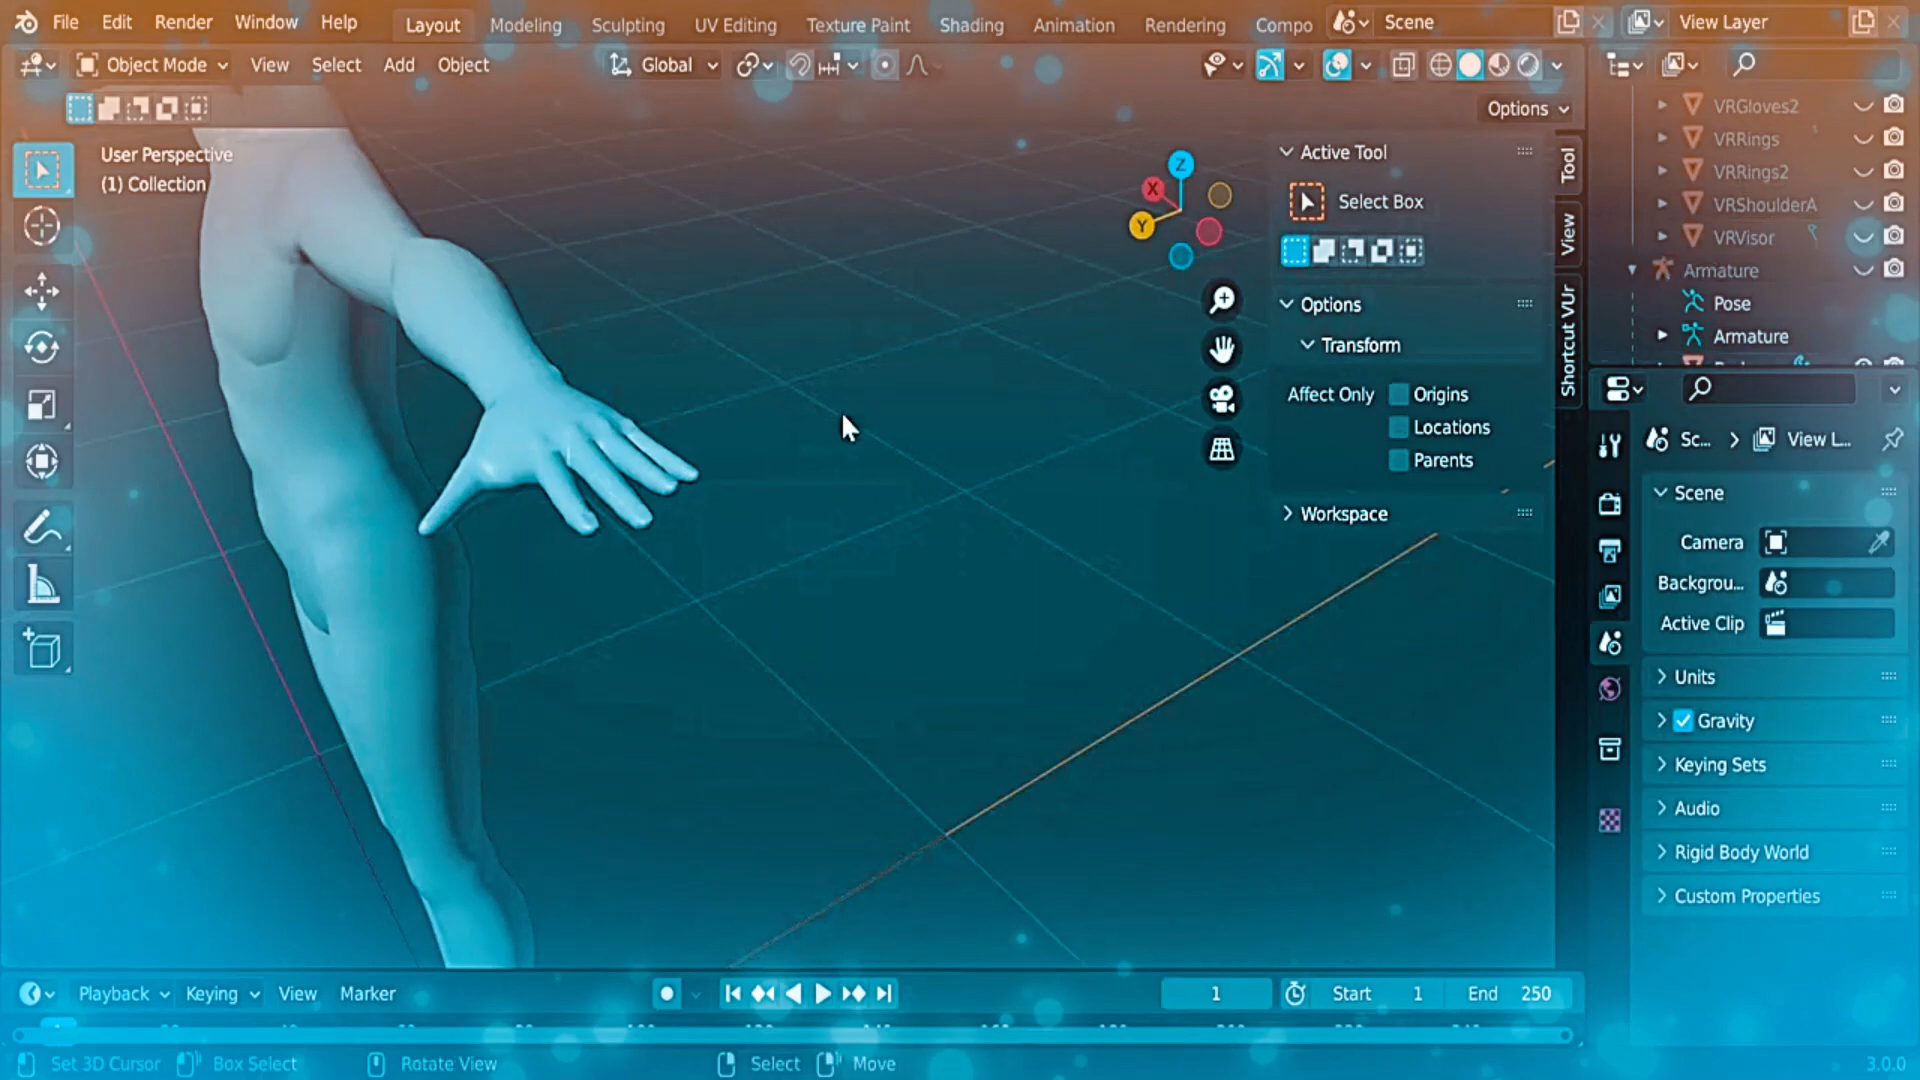 File Edit Render Window Help Layout Modeling Sculpting UV Editing Texture Paint Shading Animation Rendering Compo Scene View Layer
Object Mode View Select Add Object Global
Options
User Perspective
(1) Collection
Z
X
Y
Active Tool
Select Box
Options
Transform
Affect Only Origins
Locations
Parents
Workspace
Tool
View
Shortcut VUr
VRGloves2
VRRings
VRRings2
VRShoulderA
VRVisor
Armature
Pose
Armature
Sc... View L...
Scene
Camera
Backgrou...
Active Clip
Units
Gravity
Keying Sets
Audio
Rigid Body World
Custom Properties
Playback Keying View Marker 1 Start 1 End 250
Set 3D Cursor Box Select Rotate View Select Move 3.0.0